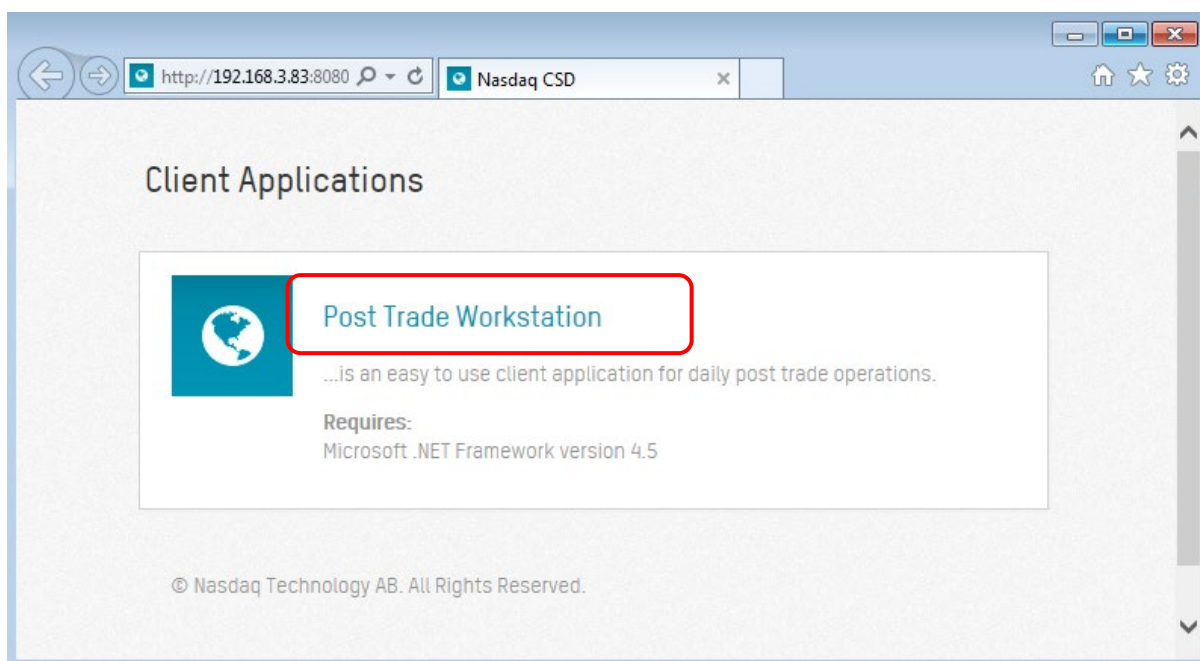 http://192.168.3.83:8080
Nasdaq CSD
Client Applications
Post Trade Workstation
...is an easy to use client application for daily post trade operations.
Requires:
Microsoft .NET Framework version 4.5
© Nasdaq Technology AB. All Rights Reserved.